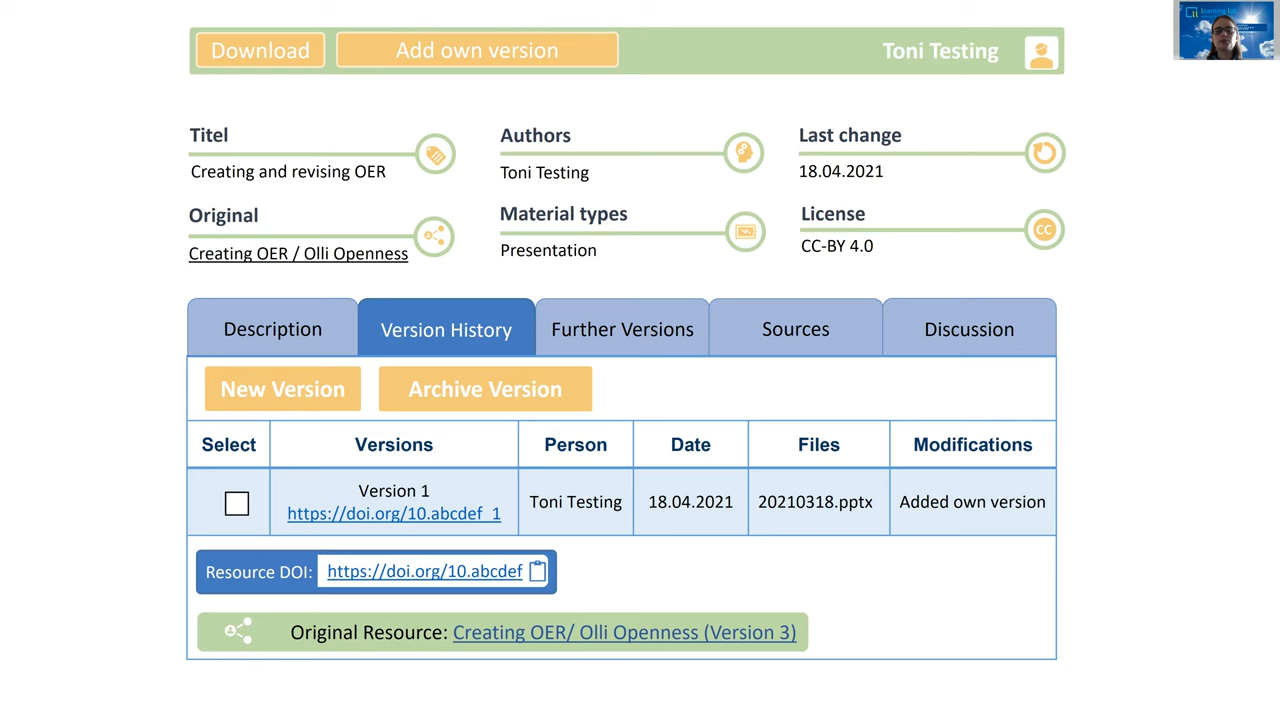 Download Add own version Toni Testing
Learning Lab
Titel Authors Last change
Creating and revising OER Toni Testing 18.04.2021
Original Material types License
Creating OER / Olli Openness Presentation CC-BY 4.0
CC
Description Version History Further Versions Sources Discussion
New Version Archive Version
Select Versions Person Date Files Modifications
Version 1
https://doi.org/10.abcdef_1 Toni Testing 18.04.2021 20210318.pptx Added own version
Resource DOI: https://doi.org/10.abcdef
Original Resource: Creating OER/ Olli Openness (Version 3)